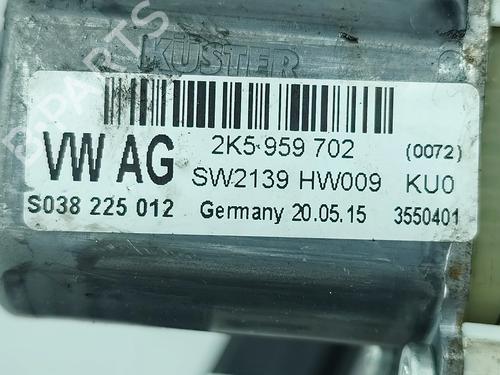 KÜSTER
VW AG 2K5 959 702 (0072)
SW2139 HW009 KU0
S038 225 012 Germany 20.05.15 3550401
B-PARTS